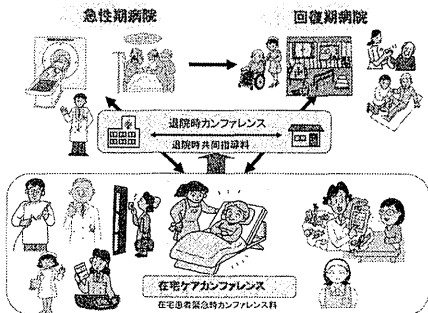 急性期病院
回復期病院
退院時カンファレンス
退院時共同指導料
在宅ケアカンファレンス
在宅患者緊急時カンファレンス料